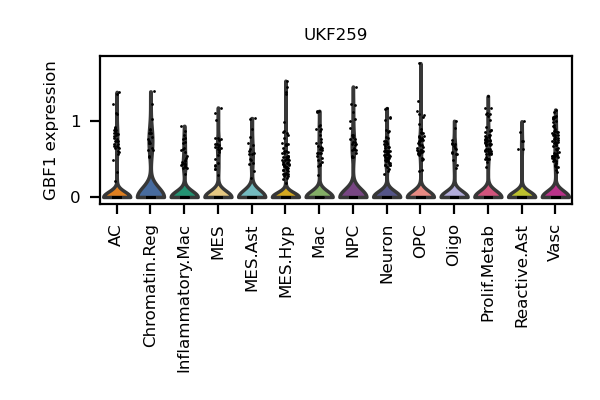 UKF259
GBF1 expression
1
0
AC
Chromatin.Reg
Inflammatory.Mac
MES
MES.Ast
MES.Hyp
Mac
NPC
Neuron
OPC
Oligo
Prolif.Metab
Reactive.Ast
Vasc